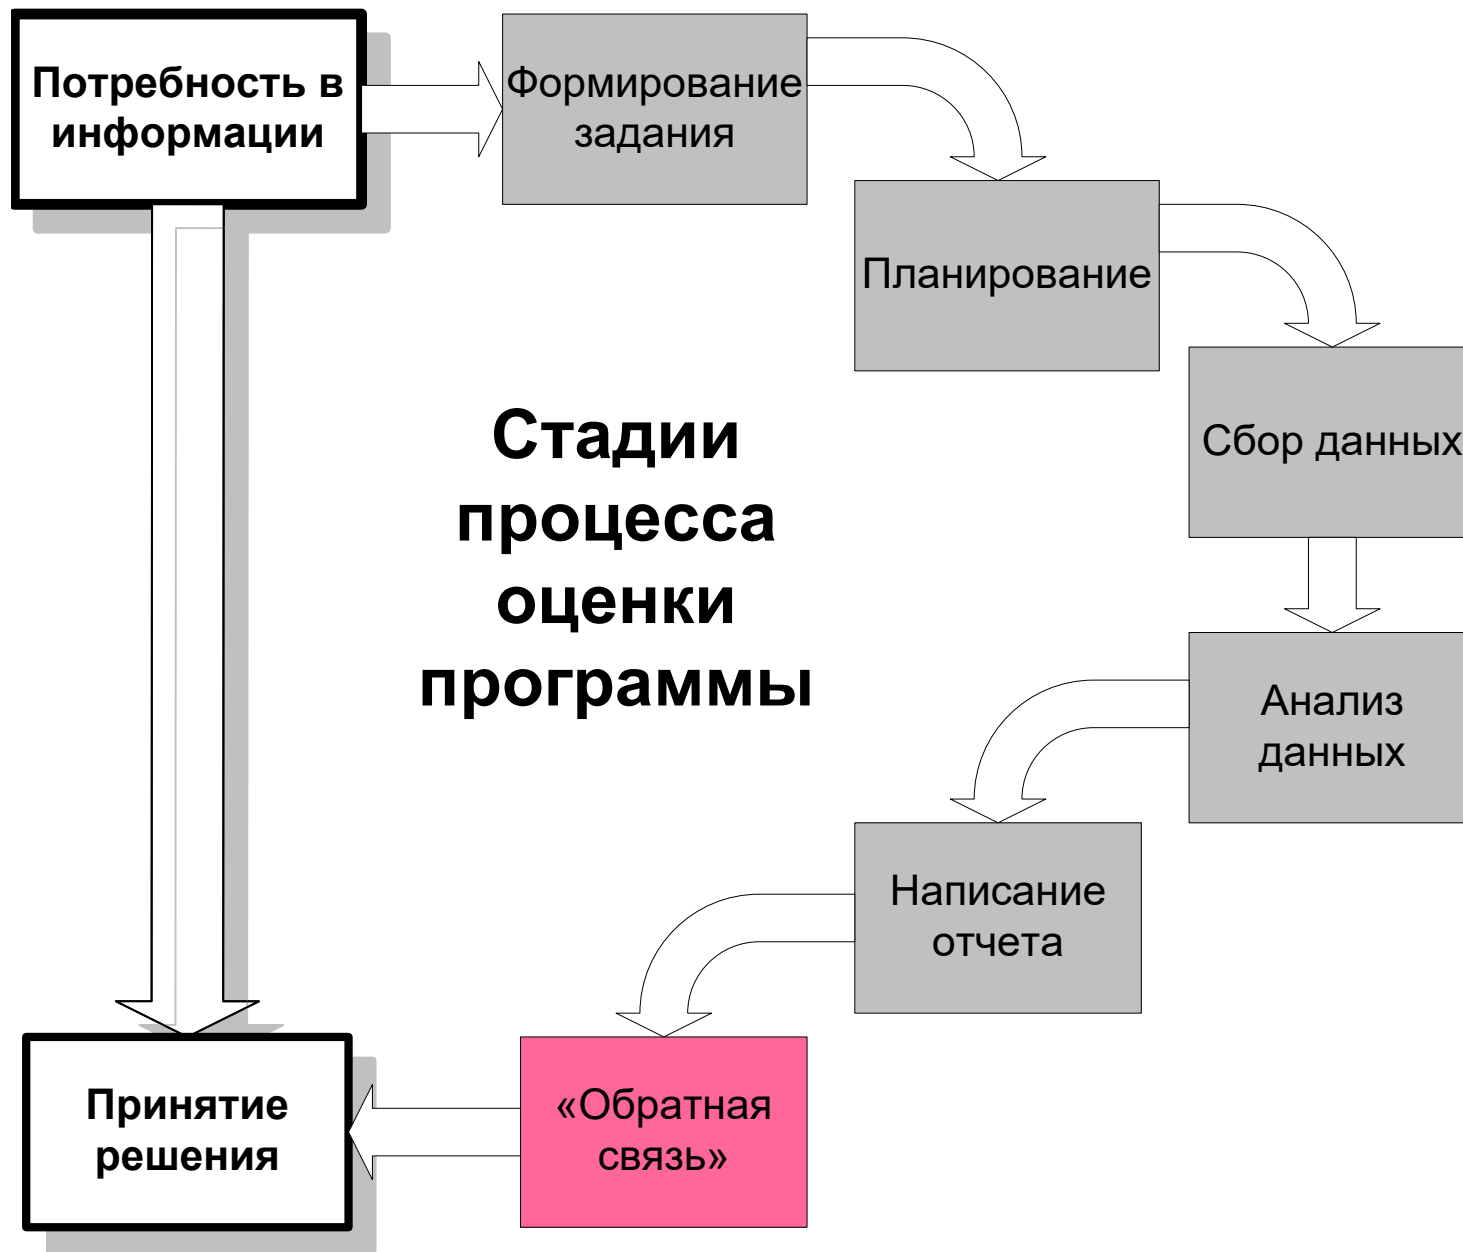 Потребность в
информации
Формирование
задания
Планирование
Сбор данных
Стадии
процесса
оценки
программы
Анализ
данных
Написание
отчета
«Обратная
связь»
Принятие
решения